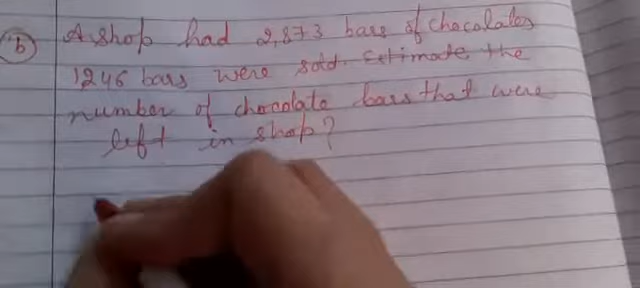 b
A shop had 2,873 bars of chocolates
1246 bars were sold. Estimate the
number of chocolate bars that were
left in shop?